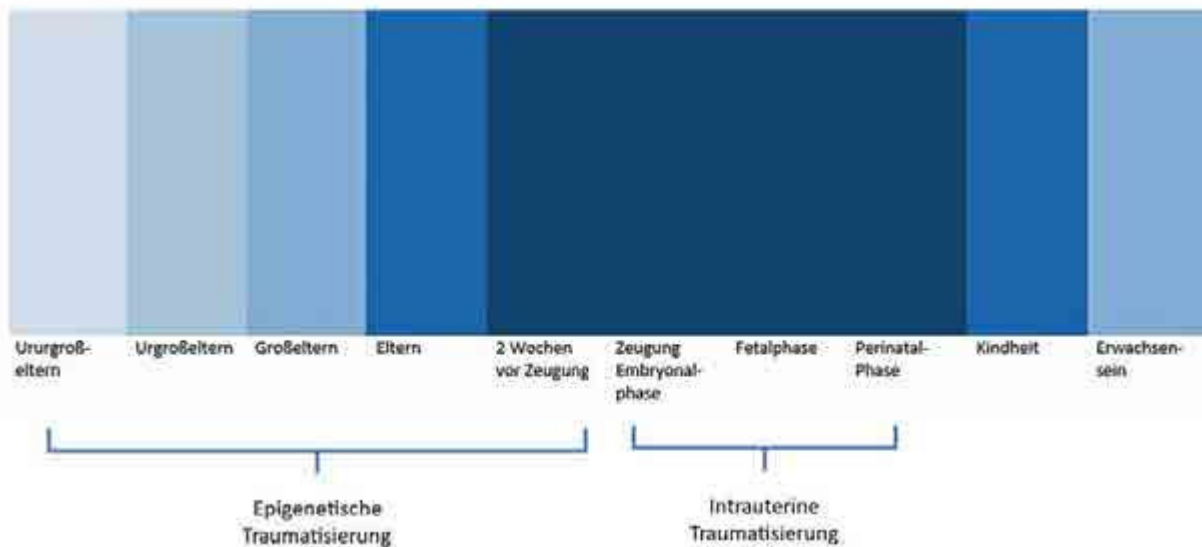 Ururgroß-
eltern
Urgroßeltern
Großeltern
Eltern
2 Wochen
vor Zeugung
Zeugung
Embryonal-
phase
Fetalphase
Perinatal-
Phase
Kindheit
Erwachsen-
sein
Epigenetische
Traumatisierung
Intrauterine
Traumatisierung